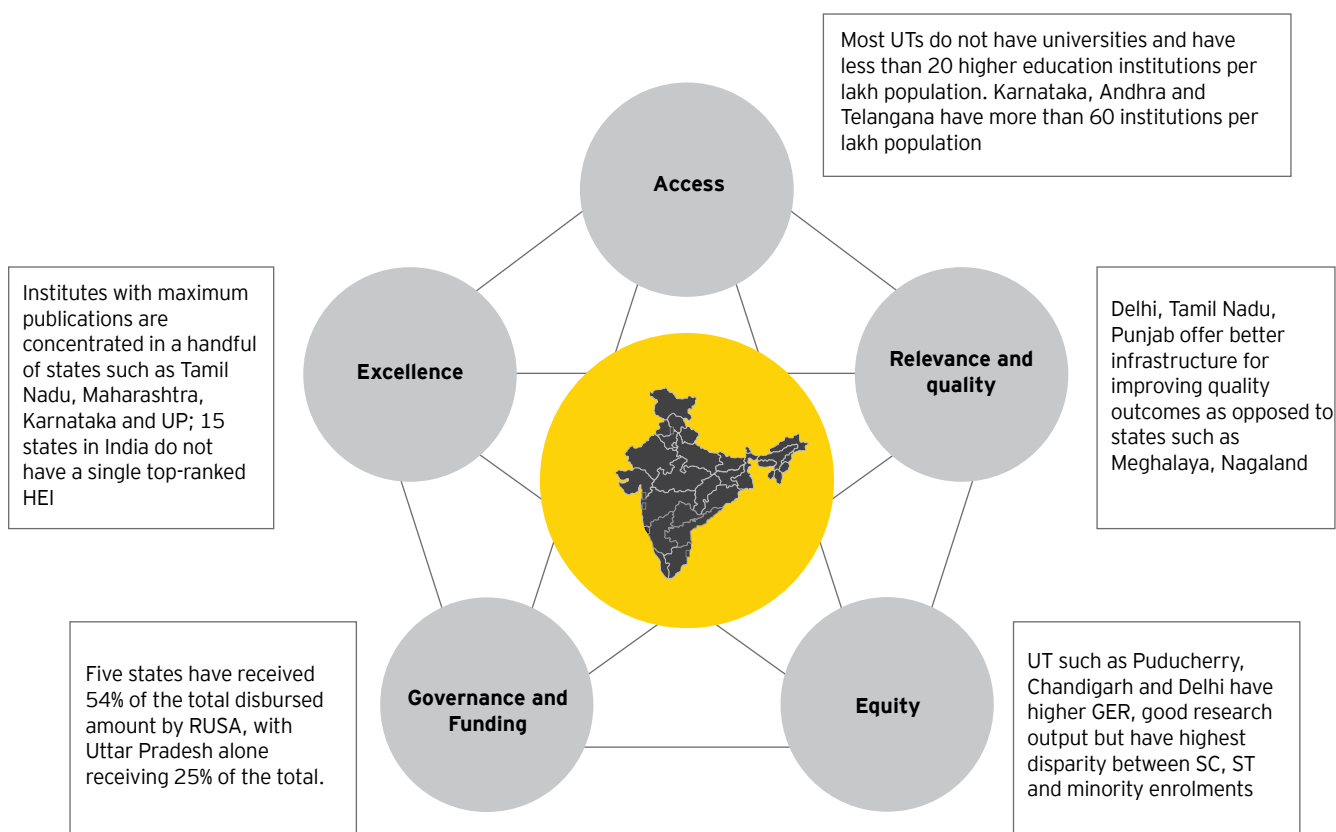 Most UTs do not have universities and have
less than 20 higher education institutions per
lakh population. Karnataka, Andhra and
Telangana have more than 60 institutions per
lakh population
Access
Institutes with maximum
publications are
concentrated in a handful
of states such as Tamil
Nadu, Maharashtra,
Karnataka and UP; 15
states in India do not
have a single top-ranked
HEI
Excellence
Relevance and
quality
Delhi, Tamil Nadu,
Punjab offer better
infrastructure for
improving quality
outcomes as opposed to
states such as
Meghalaya, Nagaland
Five states have received
54% of the total disbursed
amount by RUSA, with
Uttar Pradesh alone
receiving 25% of the total.
Governance and
Funding
Equity
UT such as Puducherry,
Chandigarh and Delhi have
higher GER, good research
output but have highest
disparity between SC, ST
and minority enrolments